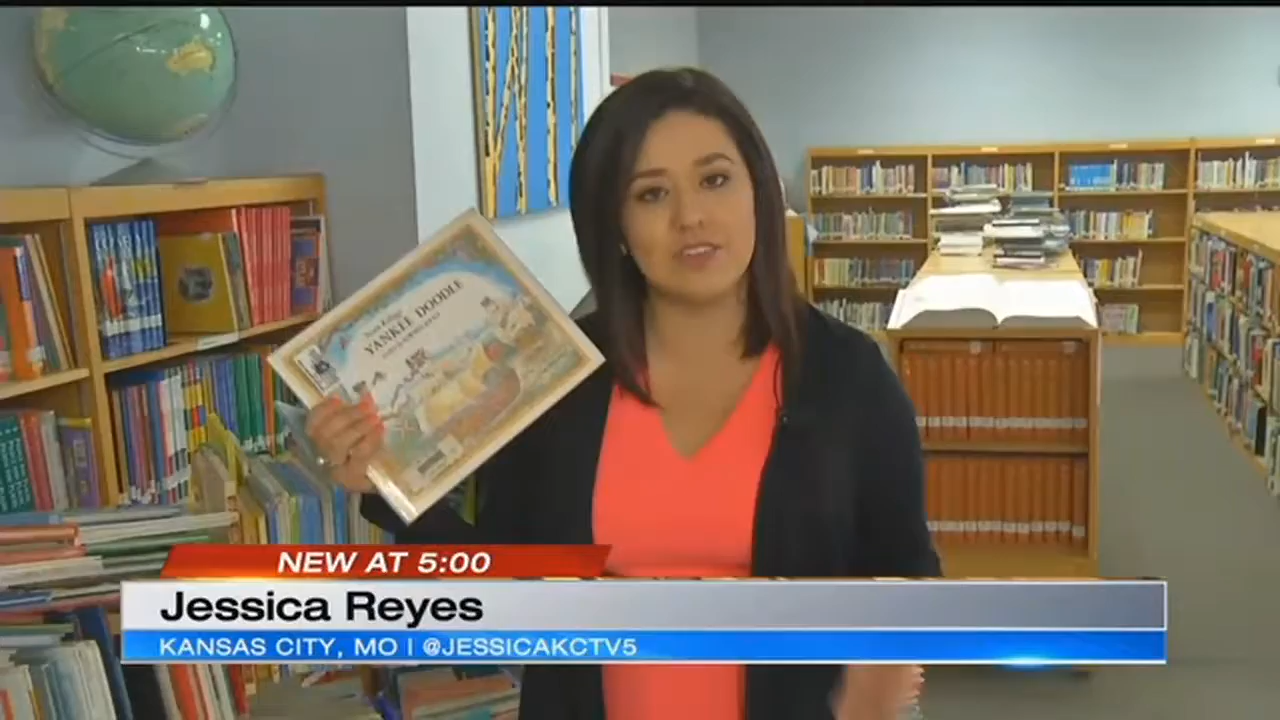 YANKEE DOODLE
NEW AT 5:00
Jessica Reyes
KANSAS CITY, MO | @JESSICAKCTV5